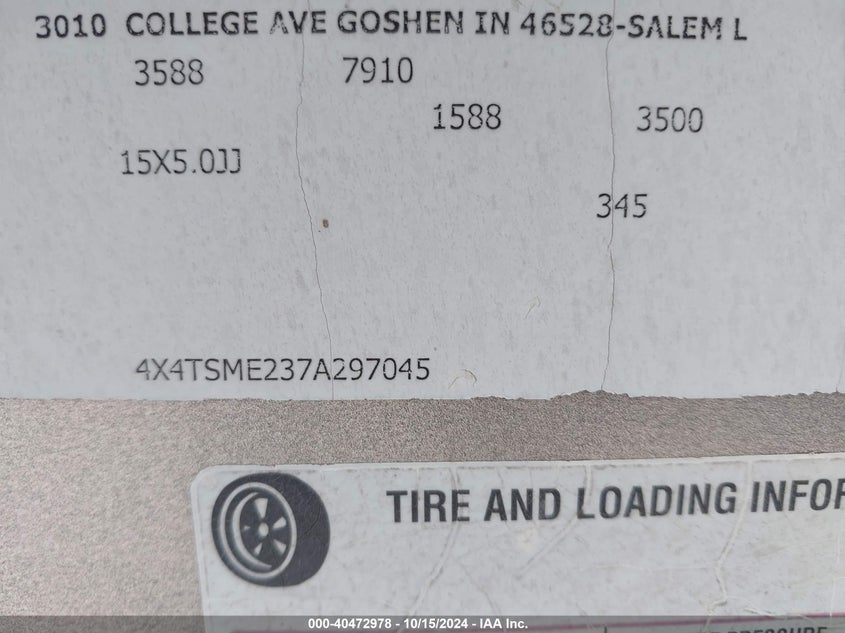 3010 COLLEGE AVE GOSHEN IN 46528-SALEM L
3588 7910
1588 3500
15X5.0JJ
345
4X4TSME237A297045
TIRE AND LOADING INFOR
000-40472978 - 10/15/2024 - IAA Inc.